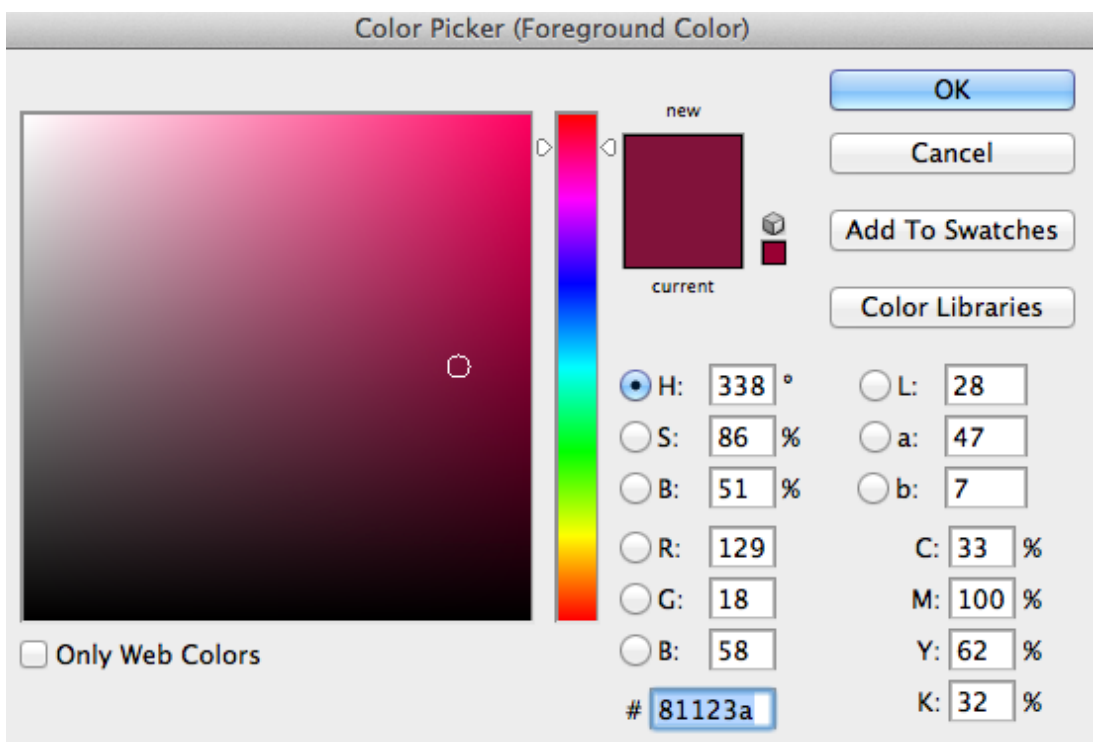 Color Picker (Foreground Color)
new
current
OK
Cancel
Add To Swatches
Color Libraries
H: 338 °
S: 86 %
B: 51 %
R: 129
G: 18
B: 58
# 81123a
L: 28
a: 47
b: 7
C: 33 %
M: 100 %
Y: 62 %
K: 32 %
Only Web Colors